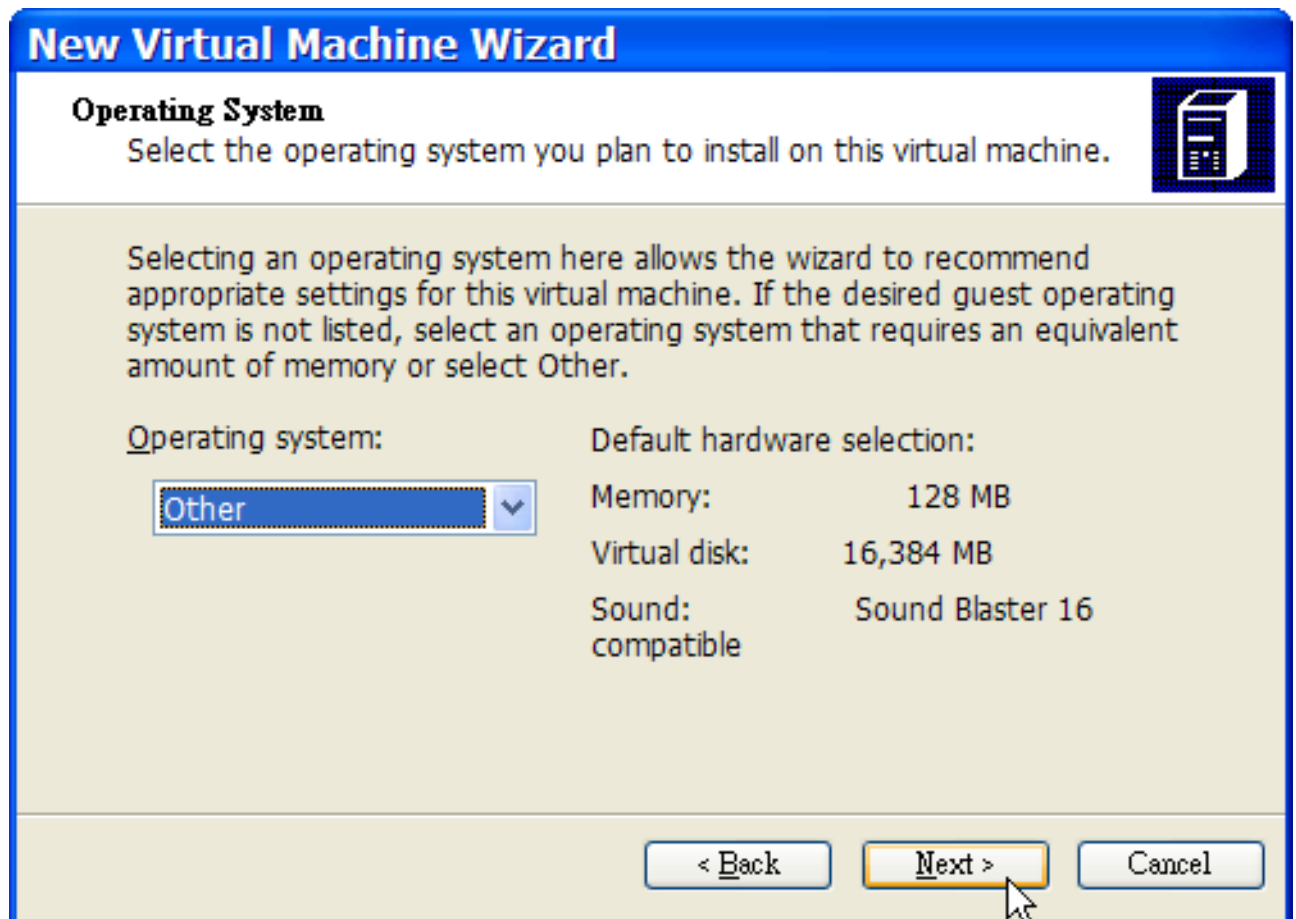 New Virtual Machine Wizard
Operating System
Select the operating system you plan to install on this virtual machine.
Selecting an operating system here allows the wizard to recommend
appropriate settings for this virtual machine. If the desired guest operating
system is not listed, select an operating system that requires an equivalent
amount of memory or select Other.
Operating system:
Other
Default hardware selection:
Memory: 128 MB
Virtual disk: 16,384 MB
Sound: Sound Blaster 16
compatible
< Back Next > Cancel